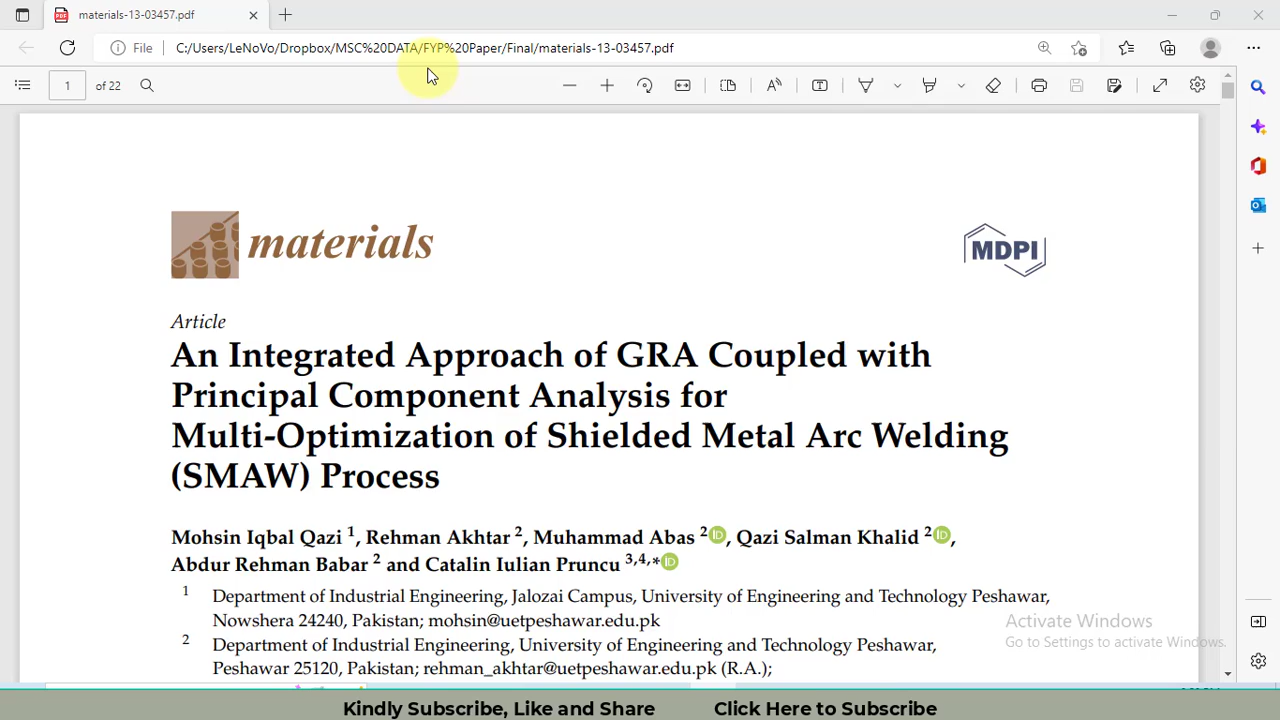 materials-13-03457.pdf
File
C:/Users/LeNoVo/Dropbox/MSC%20DATA/FYP%20Paper/Final/materials-13-03457.pdf
1 of 22
materials
MDPI
Article
An Integrated Approach of GRA Coupled with
Principal Component Analysis for
Multi-Optimization of Shielded Metal Arc Welding
(SMAW) Process
Mohsin Iqbal Qazi 1, Rehman Akhtar 2, Muhammad Abas 2 iD, Qazi Salman Khalid 2 iD,
Abdur Rehman Babar 2 and Catalin Iulian Pruncu 3,4,* iD
1 Department of Industrial Engineering, Jalozai Campus, University of Engineering and Technology Peshawar,
Nowshera 24240, Pakistan; mohsin@uetpeshawar.edu.pk
2 Department of Industrial Engineering, University of Engineering and Technology Peshawar,
Peshawar 25120, Pakistan; rehman_akhtar@uetpeshawar.edu.pk (R.A.);
Activate Windows
Go to Settings to activate Windows.
Kindly Subscribe, Like and Share
Click Here to Subscribe